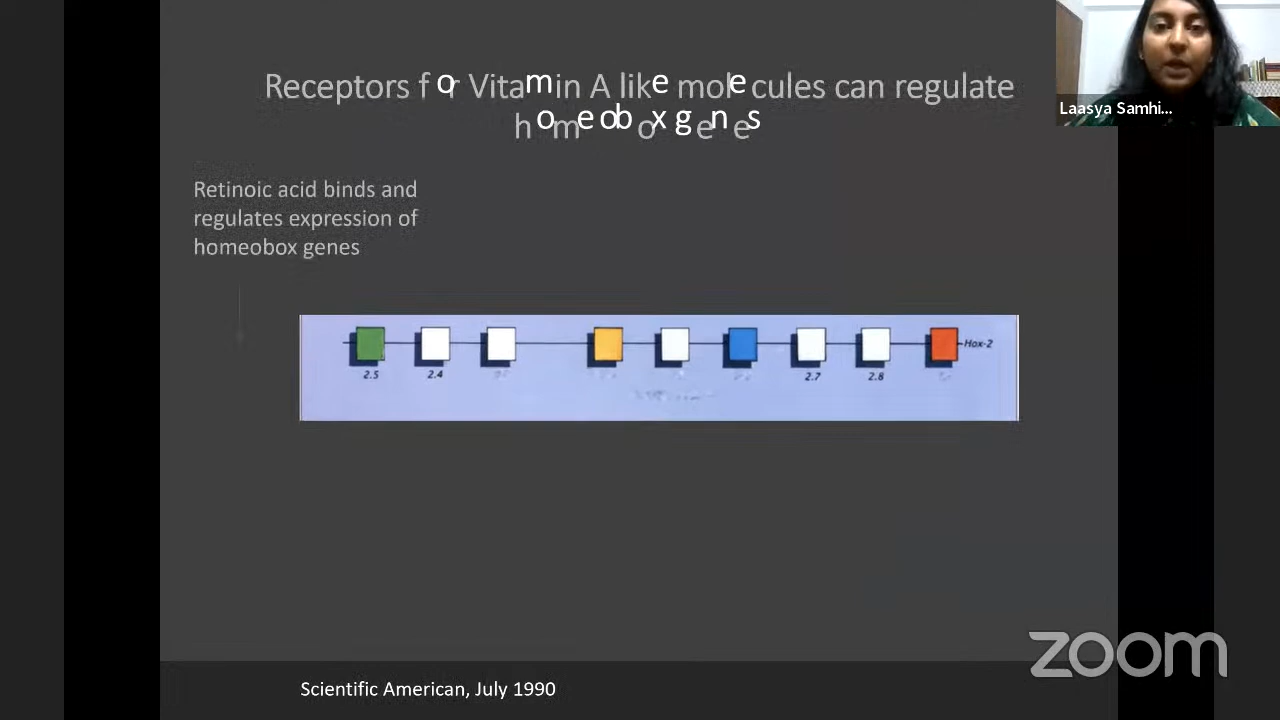 Receptors for Vitamin A like molecules can regulate
homeobox genes
Laasya Samhi...
Retinoic acid binds and
regulates expression of
homeobox genes
Hox-2
2.5 2.4 2.7 2.8
zoom
Scientific American, July 1990